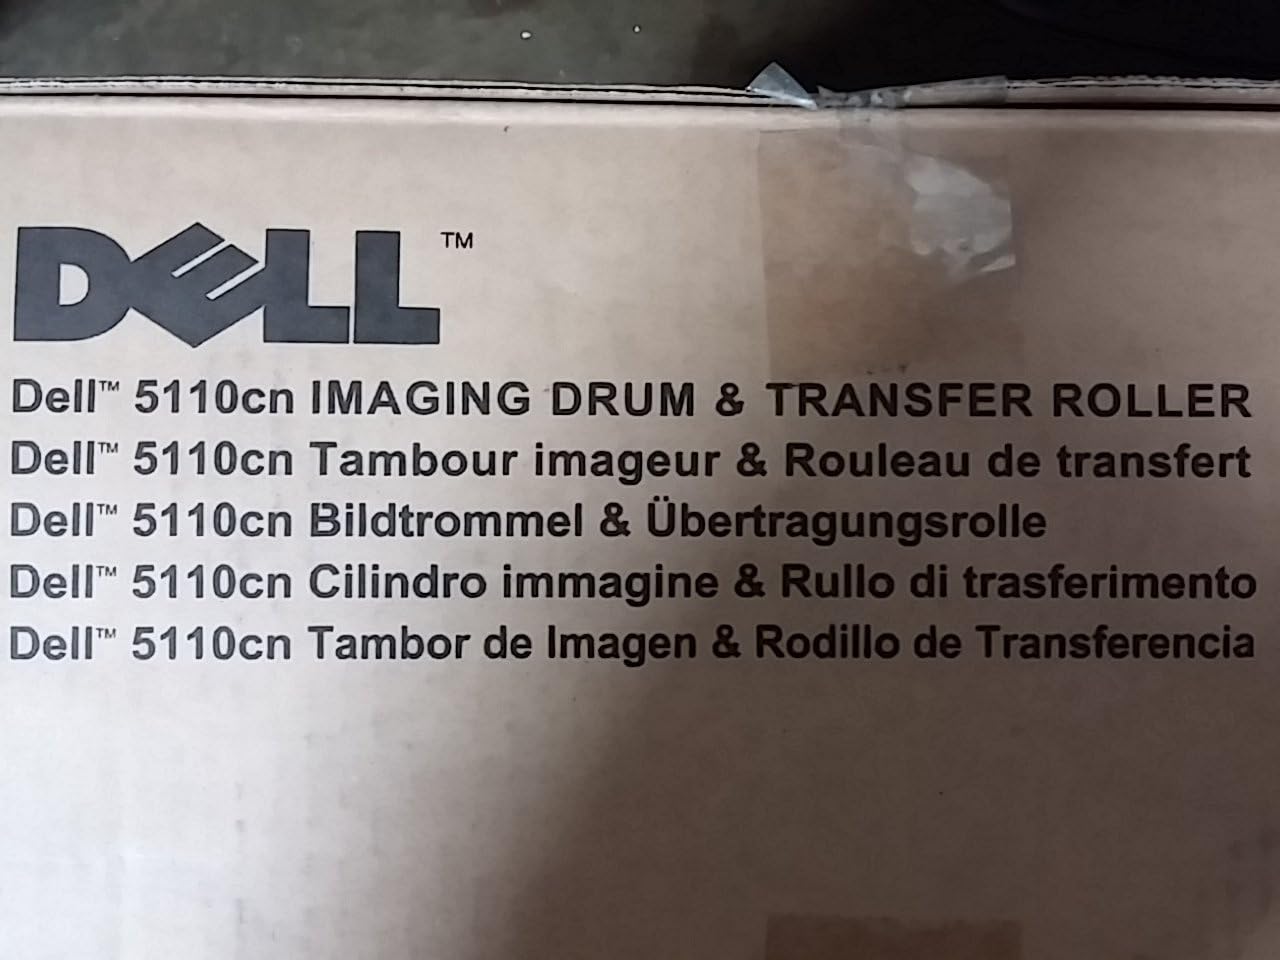 DELL™
Dell™ 5110cn IMAGING DRUM & TRANSFER ROLLER
Dell™ 5110cn Tambour imageur & Rouleau de transfert
Dell™ 5110cn Bildtrommel & Übertragungsrolle
Dell™ 5110cn Cilindro immagine & Rullo di trasferimento
Dell™ 5110cn Tambor de Imagen & Rodillo de Transferencia